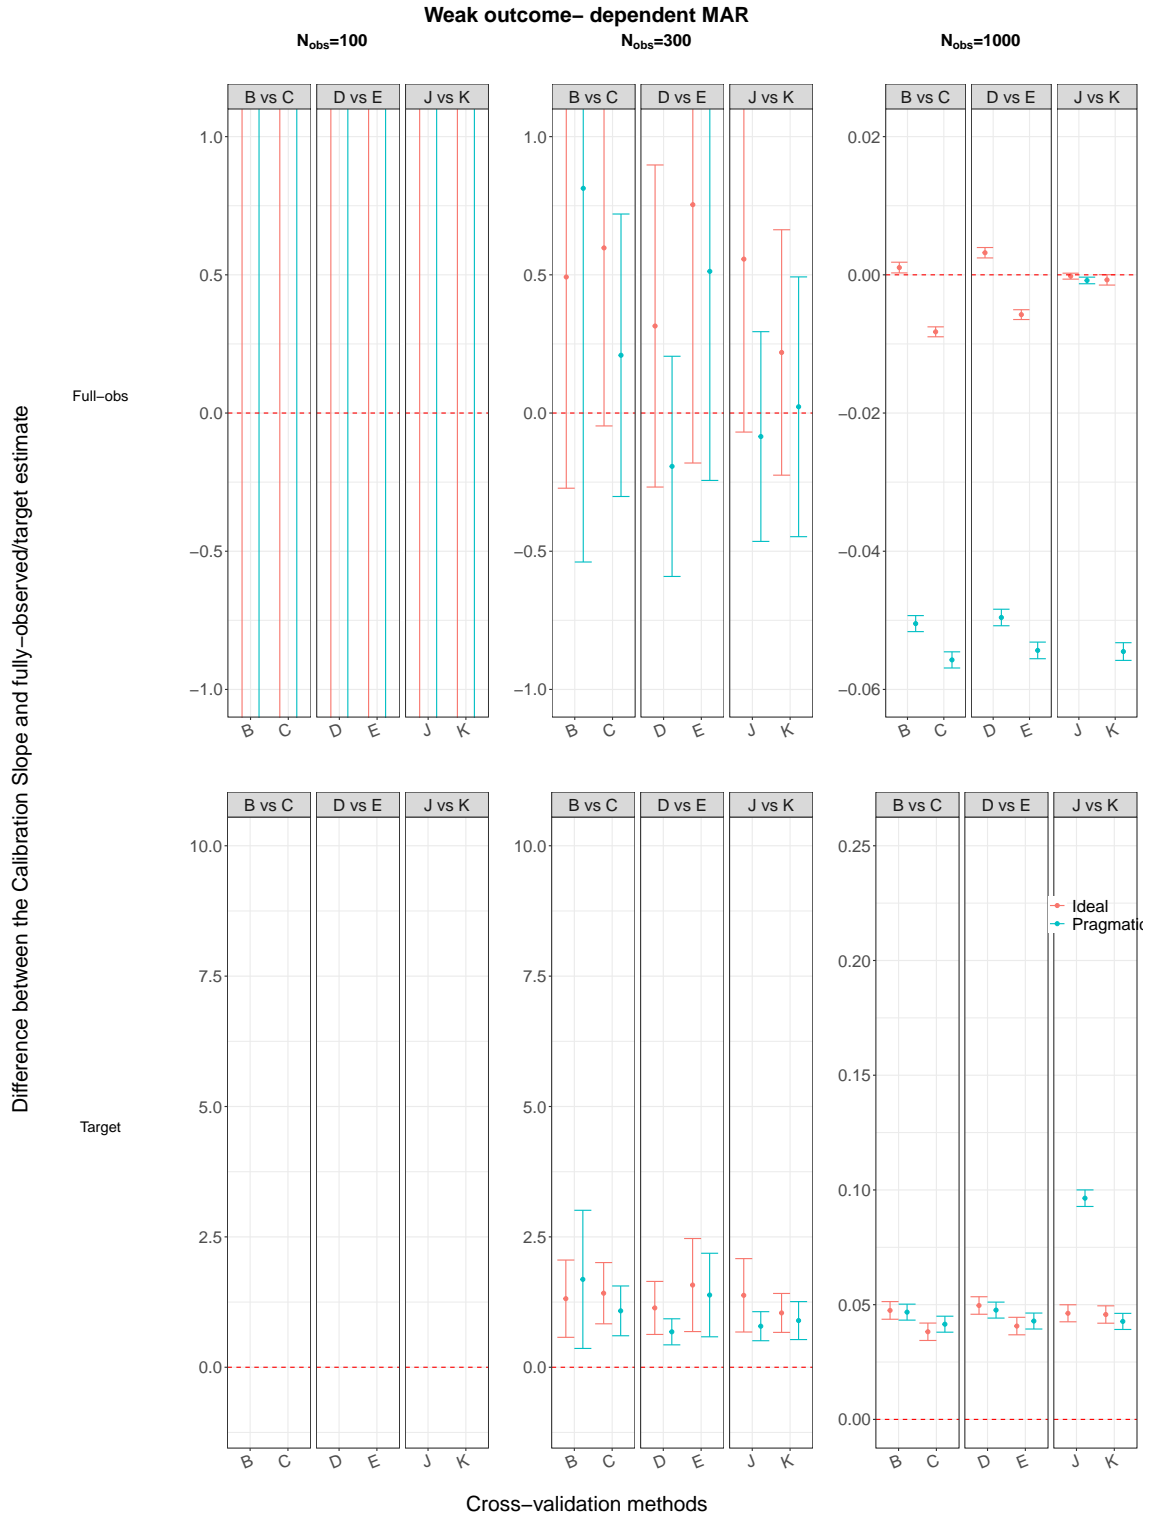 Weak outcome− dependent MAR
Nobs=100 Nobs=300 Nobs=1000
B vs C D vs E J vs K B vs C D vs E J vs K B vs C D vs E J vs K
1.0 1.0 0.02
0.5 0.5 0.00
0.0 0.0 −0.02
−0.5 −0.5 −0.04
−1.0 −1.0 −0.06
B C D E J K B C D E J K B C D E J K
Full−obs
Difference between the Calibration Slope and fully−observed/target estimate
B vs C D vs E J vs K B vs C D vs E J vs K B vs C D vs E J vs K
10.0 10.0 0.25
7.5 7.5 0.20
5.0 5.0 0.15
2.5 2.5 0.10
0.0 0.0 0.05
0.00
Ideal
Pragmatic
Target
B C D E J K B C D E J K B C D E J K
Cross−validation methods